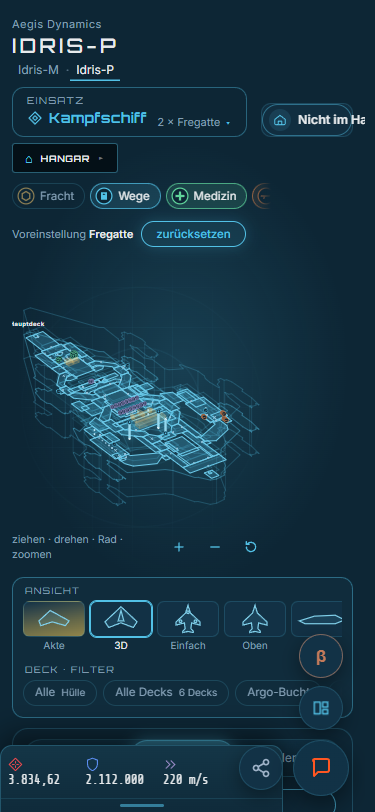 Aegis Dynamics
IDRIS-P
Idris-M · Idris-P
EINSATZ
Kampfschiff 2 × Fregatte
Nicht im Ha
HANGAR
Fracht Wege Medizin
Voreinstellung Fregatte zurücksetzen
tauptdeck
ziehen · drehen · Rad · zoomen
+ −
ANSICHT
Akte 3D Einfach Oben
DECK · FILTER
Alle Hülle Alle Decks 6 Decks Argo-Bucht
β
3.834,62 2.112.000 220 m/s